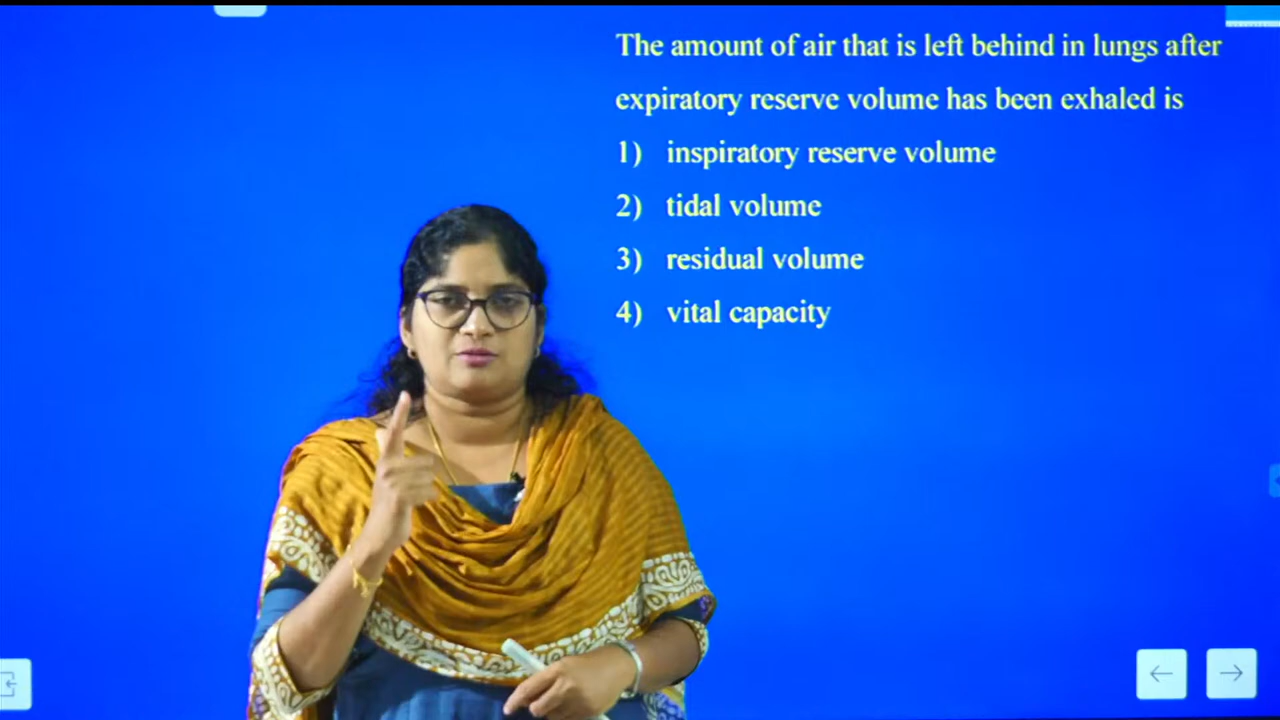 The amount of air that is left behind in lungs after
expiratory reserve volume has been exhaled is
1) inspiratory reserve volume
2) tidal volume
3) residual volume
4) vital capacity